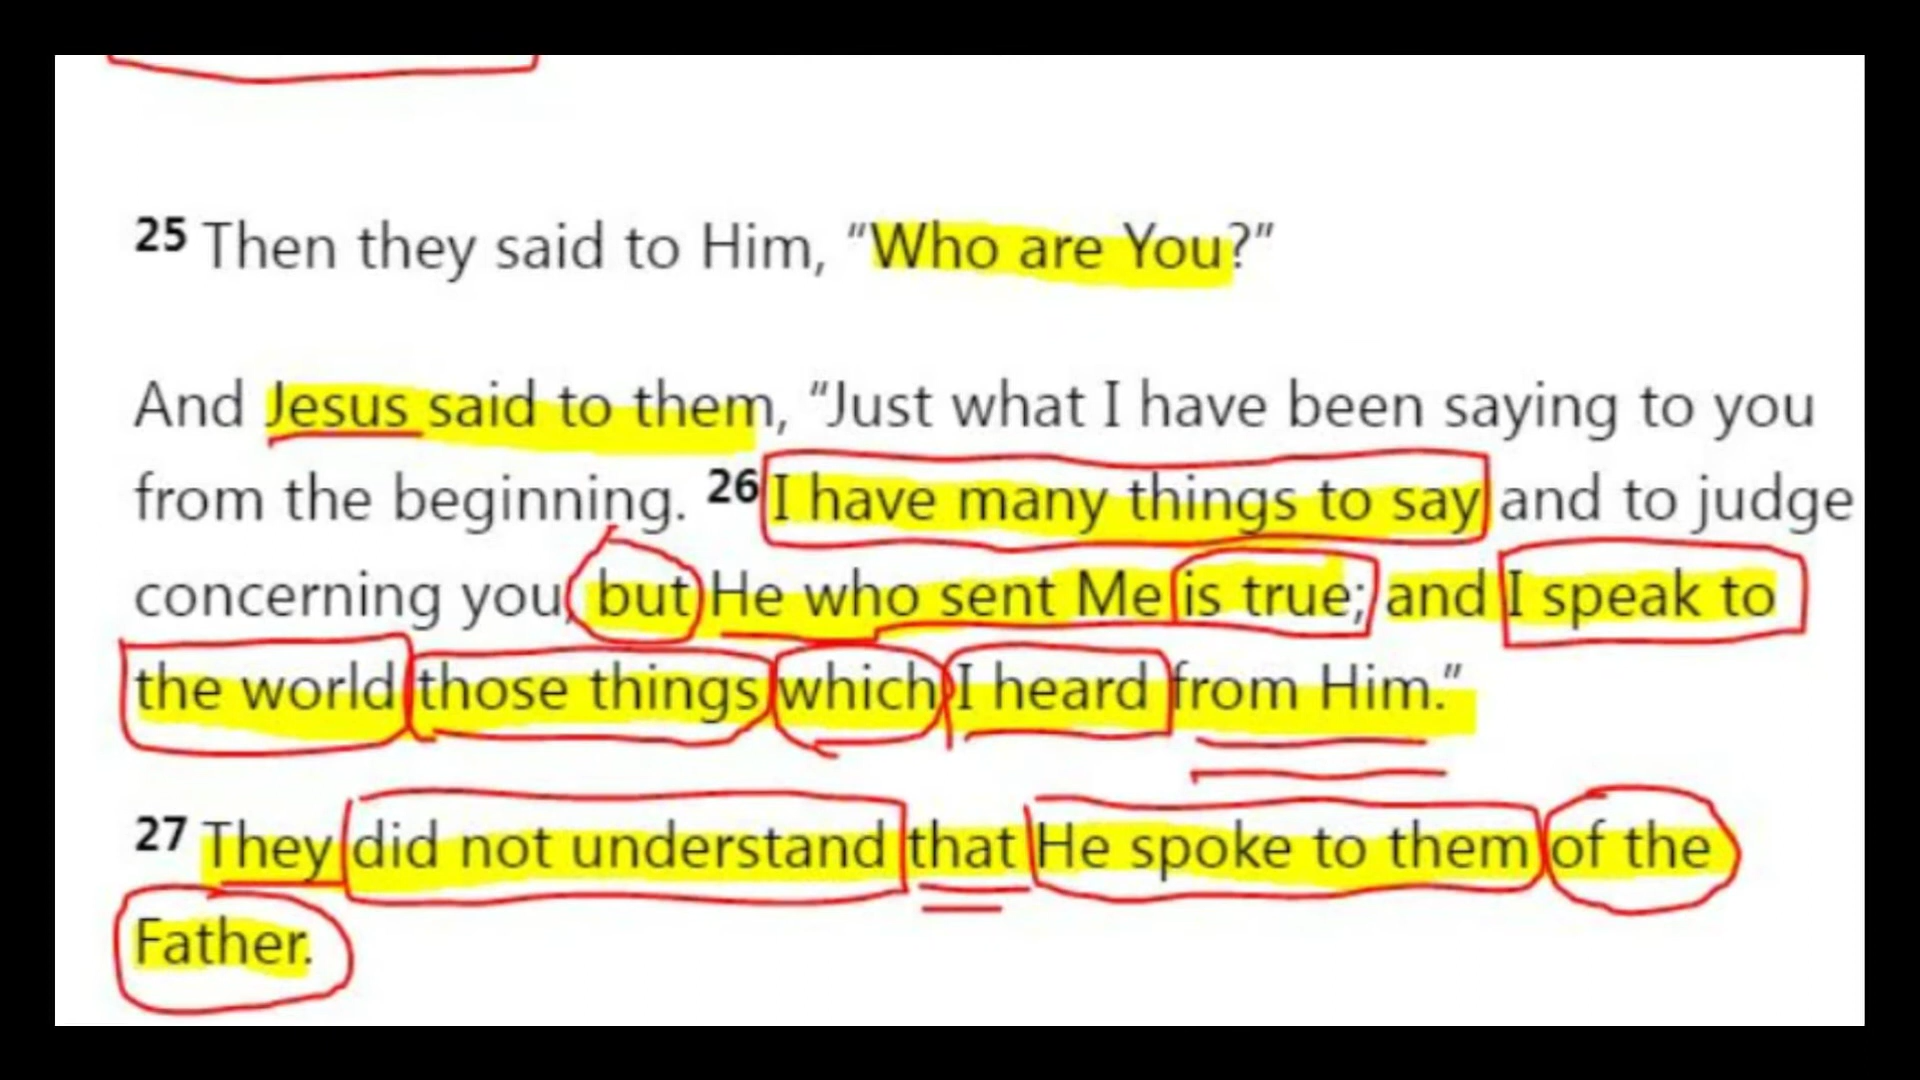 25 Then they said to Him, “Who are You?”
And Jesus said to them, “Just what I have been saying to you
from the beginning. 26 I have many things to say and to judge
concerning you, but He who sent Me is true; and I speak to
the world those things which I heard from Him.”
27 They did not understand that He spoke to them of the
Father.